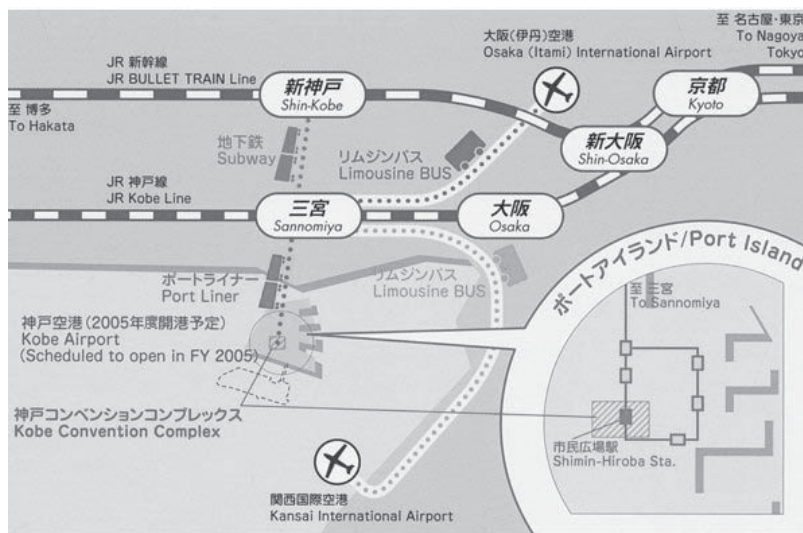 JR 新幹線
JR BULLET TRAIN Line
新神戸
Shin-Kobe
大阪(伊丹)空港
Osaka (Itami) International Airport
至 名古屋・東京
To Nagoya
Tokyo
京都
Kyoto
至 博多
To Hakata
地下鉄
Subway
リムジンバス
Limousine BUS
新大阪
Shin-Osaka
JR 神戸線
JR Kobe Line
三宮
Sannomiya
大阪
Osaka
ポートライナー
Port Liner
リムジンバス
Limousine BUS
ポートアイランド/Port Island
至 三宮
To Sannomiya
神戸空港(2005年度開港予定)
Kobe Airport
(Scheduled to open in FY 2005)
神戸コンベンションコンプレックス
Kobe Convention Complex
市民広場駅
Shimin-Hiroba Sta.
関西国際空港
Kansai International Airport